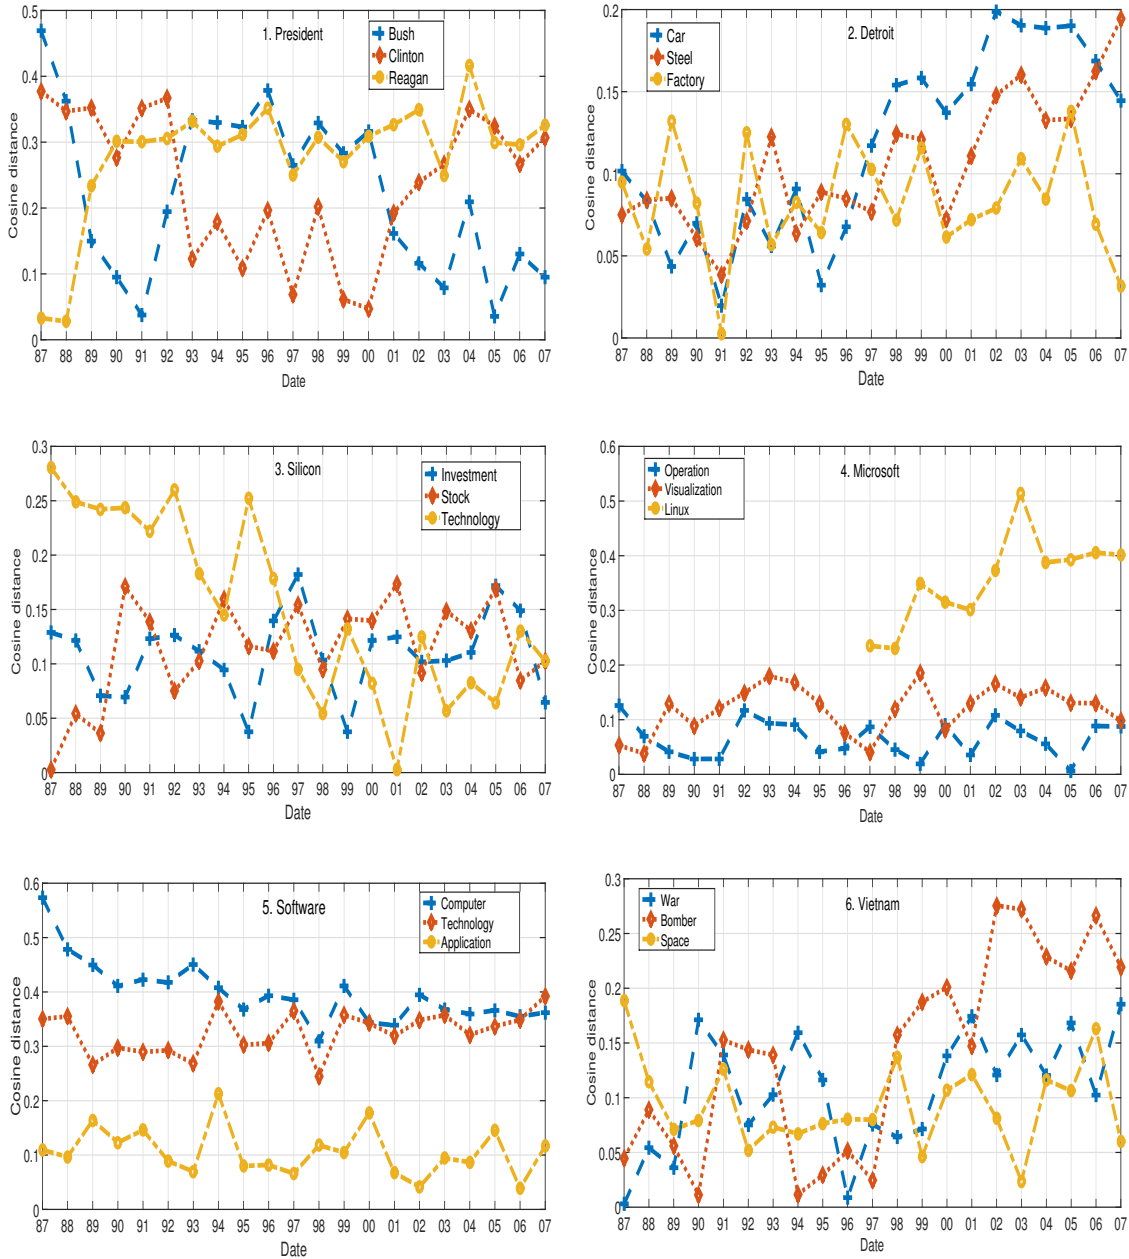 1. President
Bush
Clinton
Reagan
Cosine distance
0.5
0.4
0.3
0.2
0.1
0
87 88 89 90 91 92 93 94 95 96 97 98 99 00 01 02 03 04 05 06 07
Date
2. Detroit
Car
Steel
Factory
Cosine distance
0.2
0.15
0.1
0.05
0
87 88 89 90 91 92 93 94 95 96 97 98 99 00 01 02 03 04 05 06 07
Date
3. Silicon
Investment
Stock
Technology
Cosine distance
0.3
0.25
0.2
0.15
0.1
0.05
0
87 88 89 90 91 92 93 94 95 96 97 98 99 00 01 02 03 04 05 06 07
Date
4. Microsoft
Operation
Visualization
Linux
Cosine distance
0.6
0.5
0.4
0.3
0.2
0.1
0
87 88 89 90 91 92 93 94 95 96 97 98 99 00 01 02 03 04 05 06 07
Date
5. Software
Computer
Technology
Application
Cosine distance
0.6
0.5
0.4
0.3
0.2
0.1
0
87 88 89 90 91 92 93 94 95 96 97 98 99 00 01 02 03 04 05 06 07
Date
6. Vietnam
War
Bomber
Space
Cosine distance
0.3
0.25
0.2
0.15
0.1
0.05
0
87 88 89 90 91 92 93 94 95 96 97 98 99 00 01 02 03 04 05 06 07
Date